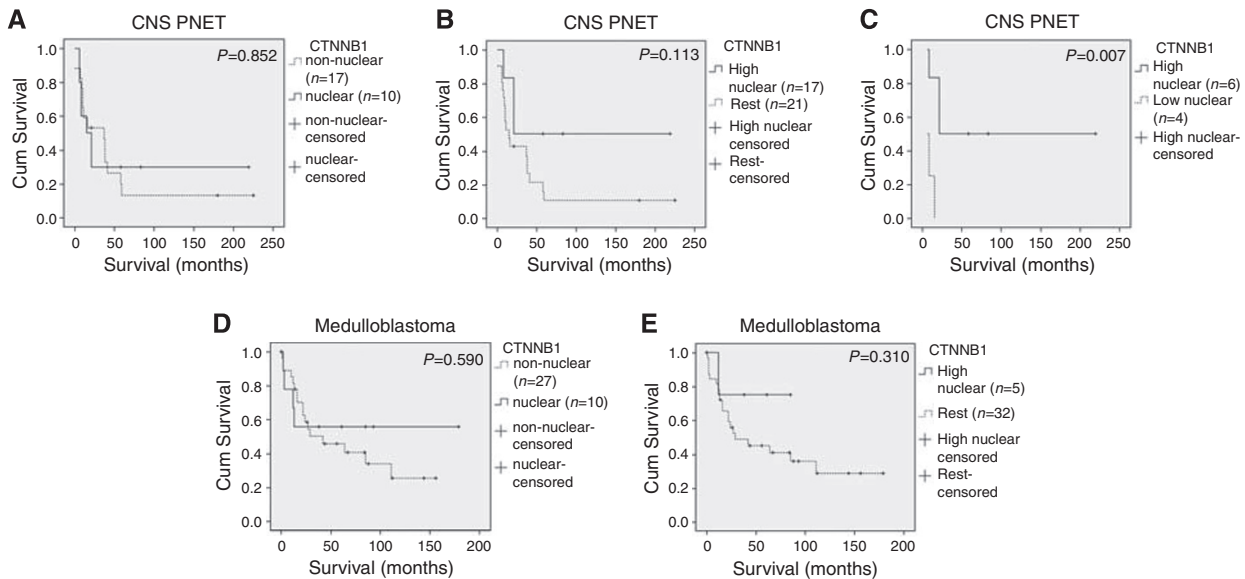 A
CNS PNET
P=0.852
Cum Survival
1.0
0.8
0.6
0.4
0.2
0.0
0 50 100 150 200 250
Survival (months)
CTNNB1
non-nuclear
(n=17)
nuclear (n=10)
non-nuclear-
censored
nuclear-
censored
B
CNS PNET
P=0.113
Cum Survival
1.0
0.8
0.6
0.4
0.2
0.0
0 50 100 150 200 250
Survival (months)
CTNNB1
High
nuclear (n=17)
Rest (n=21)
High nuclear
censored
Rest-
censored
C
CNS PNET
P=0.007
Cum Survival
1.0
0.8
0.6
0.4
0.2
0.0
0 50 100 150 200 250
Survival (months)
CTNNB1
High
nuclear (n=6)
Low nuclear
(n=4)
High nuclear-
censored
D
Medulloblastoma
P=0.590
Cum Survival
1.0
0.8
0.6
0.4
0.2
0.0
0 50 100 150 200
Survival (months)
CTNNB1
non-nuclear
(n=27)
nuclear (n=10)
non-nuclear-
censored
nuclear-
censored
E
Medulloblastoma
P=0.310
Cum Survival
1.0
0.8
0.6
0.4
0.2
0.0
0 50 100 150 200
Survival (months)
CTNNB1
High
nuclear (n=5)
Rest (n=32)
High nuclear
censored
Rest-
censored